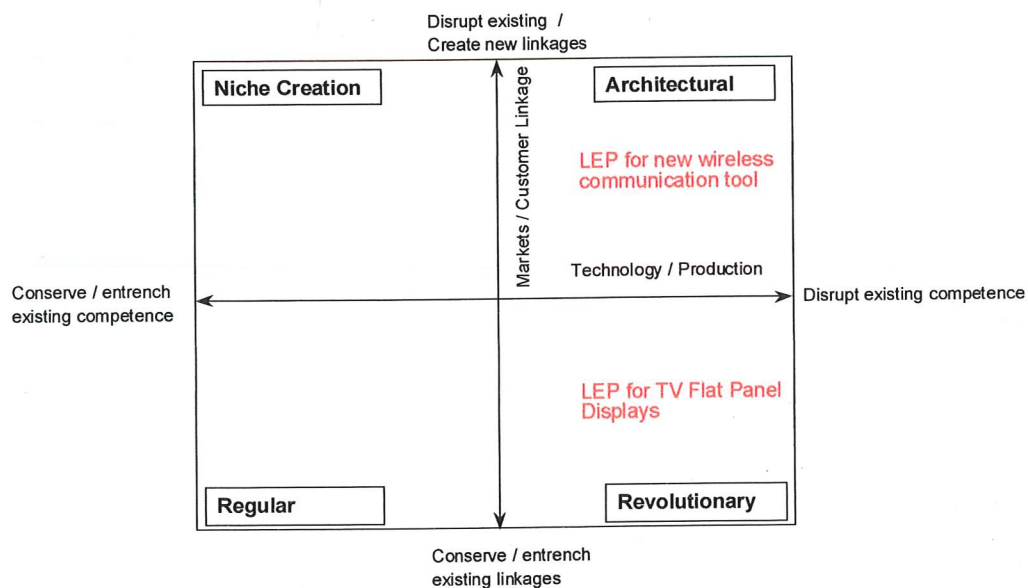 Disrupt existing /
Create new linkages
Niche Creation
Architectural
Markets / Customer Linkage
LEP for new wireless
communication tool
Technology / Production
Conserve / entrench
existing competence
Disrupt existing competence
LEP for TV Flat Panel
Displays
Regular
Revolutionary
Conserve / entrench
existing linkages